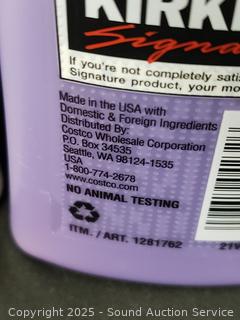 KIRKL
Signa
If you're not completely satis
Signature product, your mo
Made in the USA with
Domestic & Foreign Ingredients
Distributed By:
Costco Wholesale Corporation
P.O. Box 34535
Seattle, WA 98124-1535
USA
1-800-774-2678
www.costco.com
NO ANIMAL TESTING
ITM. / ART. 1281762
21W
Copyright 2025 - Sound Auction Service